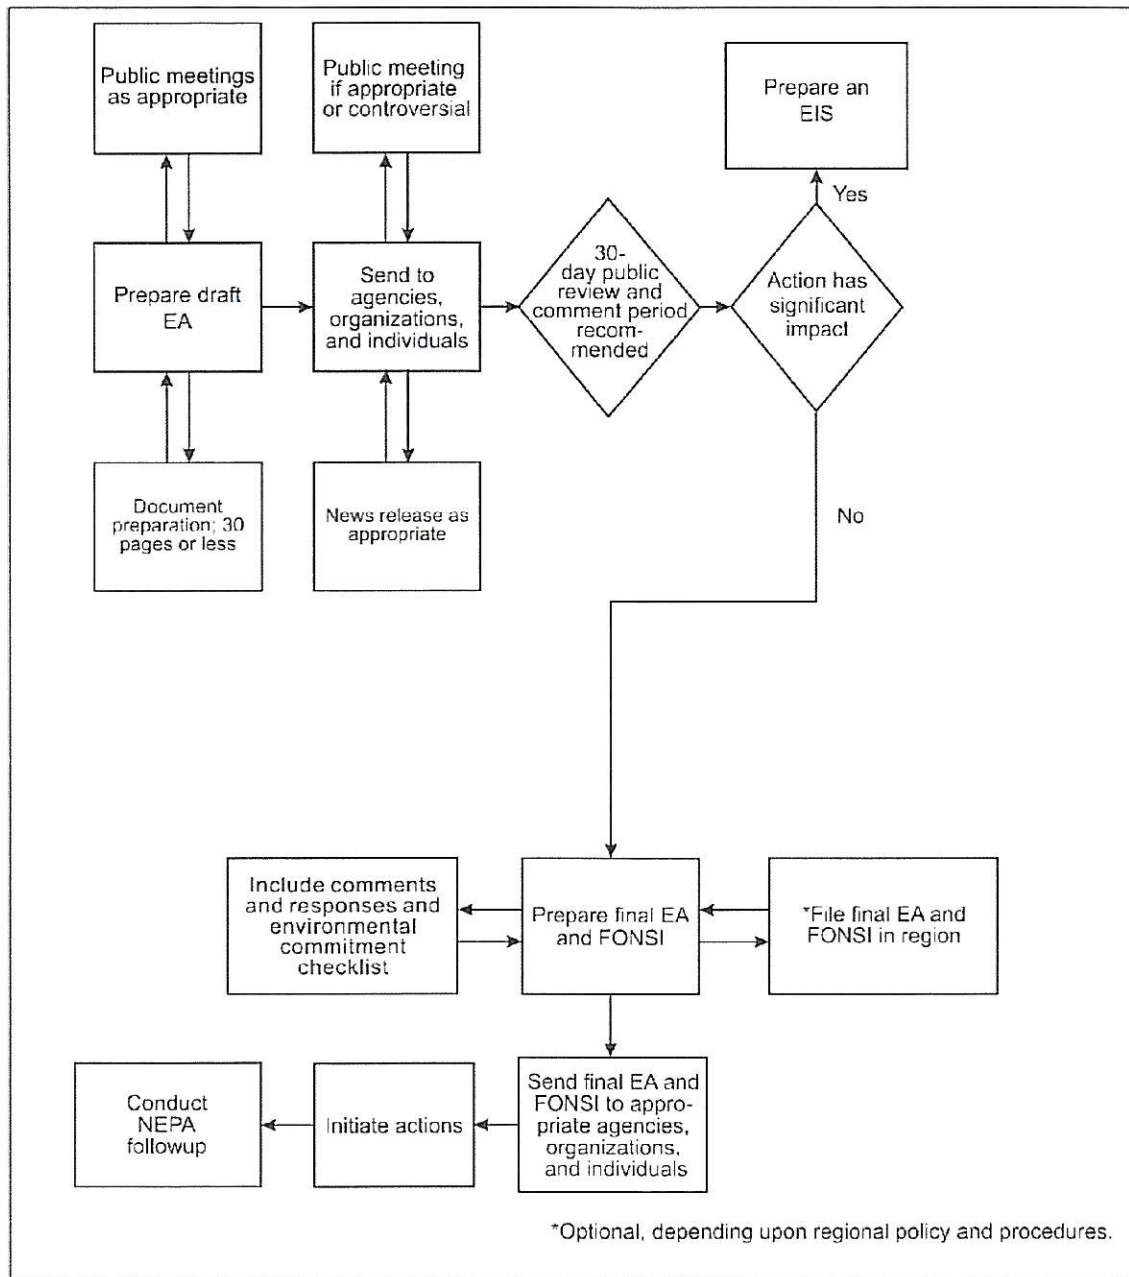 Public meetings
as appropriate
Public meeting
if appropriate
or controversial
Prepare an
EIS
Yes
Prepare draft
EA
Send to
agencies,
organizations,
and individuals
30-
day public
review and
comment period
recom-
mended
Action has
significant
impact
Document
preparation; 30
pages or less
News release as
appropriate
No
Include comments
and responses and
environmental
commitment
checklist
Prepare final EA
and FONSI
*File final EA and
FONSI in region
Conduct
NEPA
followup
Initiate actions
Send final EA and
FONSI to appro-
priate agencies,
organizations,
and individuals
*Optional, depending upon regional policy and procedures.